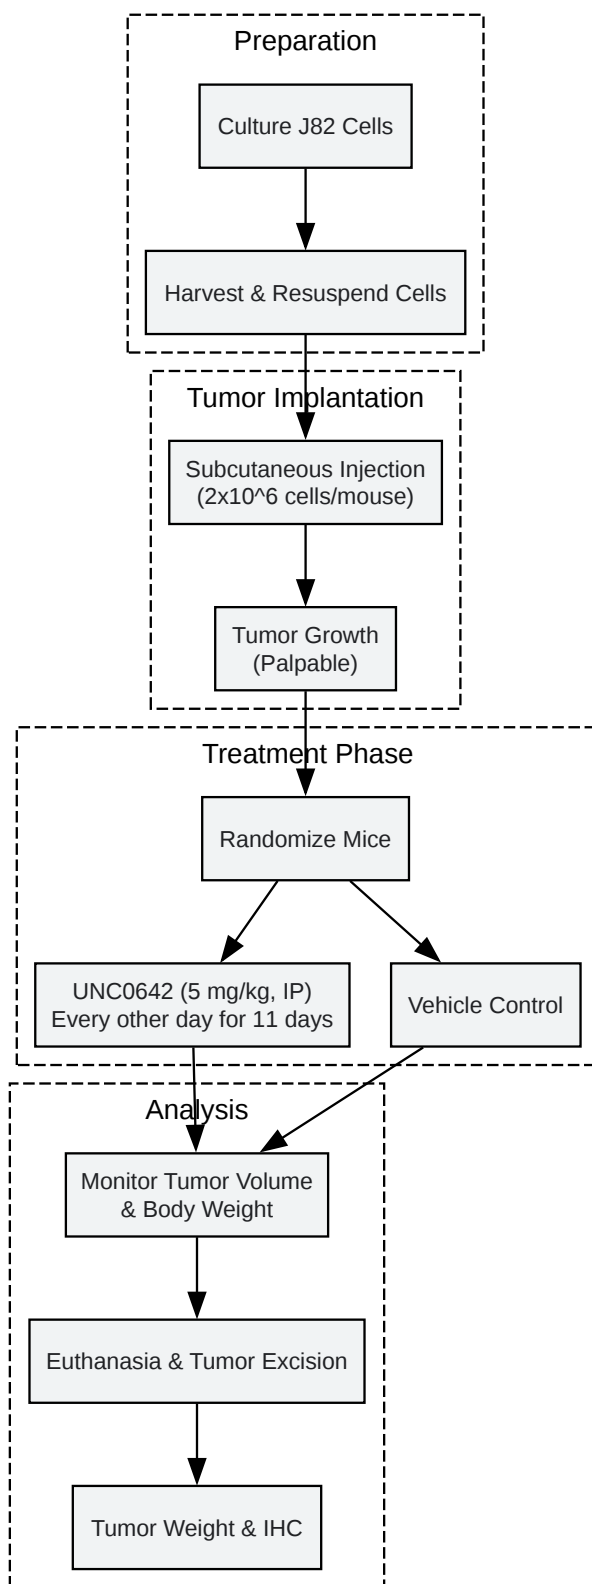 Preparation
Culture J82 Cells
Harvest & Resuspend Cells
Tumor Implantation
Subcutaneous Injection
(2x10^6 cells/mouse)
Tumor Growth
(Palpable)
Treatment Phase
Randomize Mice
UNC0642 (5 mg/kg, IP)
Every other day for 11 days
Vehicle Control
Analysis
Monitor Tumor Volume
& Body Weight
Euthanasia & Tumor Excision
Tumor Weight & IHC